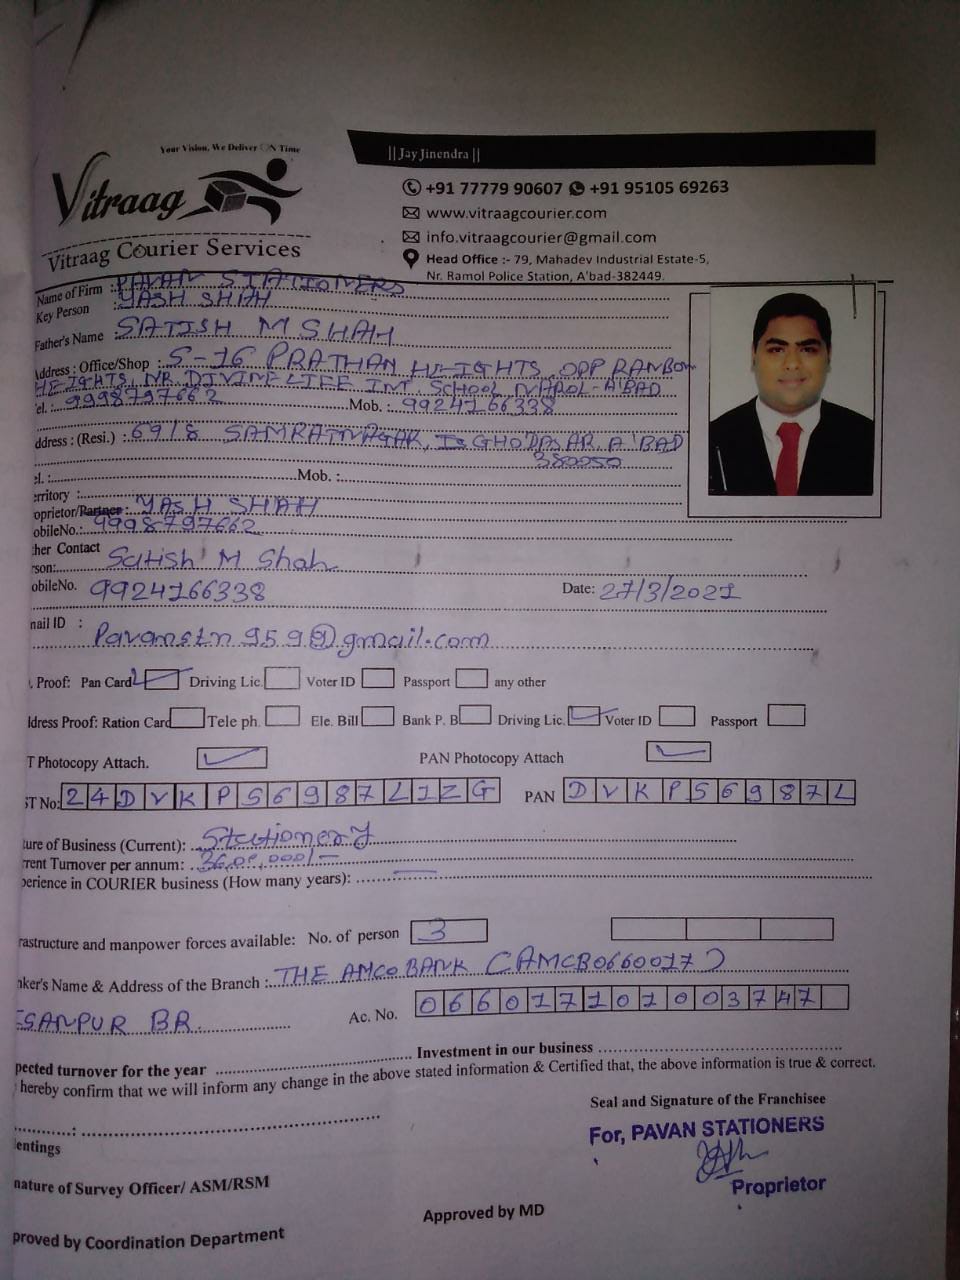 Your Vision, We Deliver ON Time
|| Jay Jinendra ||
Vitraag
Vitraag Courier Services
+91 77779 90607 +91 95105 69263
www.vitraagcourier.com
info.vitraagcourier@gmail.com
Head Office :- 79, Mahadev Industrial Estate-5,
Nr. Ramol Police Station, A'bad-382449.
Name of Firm : PAVAN STATIONERS
Key Person : YASH SHAH
Father's Name : SATISH M SHAH
Address : Office/Shop : S-16 PRATHAN HEIGHTS, OPP RANBOW
HEIGHTS, NR. DIVINE LIFE INT. SCHOOL NAROL-A'BAD
el. : 9998797662 Mob. : 9924166338
ddress : (Resi.) : 69/8 SAMRATNAGAR, ISGHODASAR, A'BAD
380050
el. : Mob. :
erritory :
oprietor/Partner : YASH SHAH
obileNo.: 9998797662
her Contact
rson: Satish M Shah
obileNo. 9924166338 Date: 27/3/2021
nail ID :
Pavanstn959@gmail.com
. Proof: Pan Card Driving Lic. Voter ID Passport any other
ldress Proof: Ration Card Tele ph. Ele. Bill Bank P. B Driving Lic. Voter ID Passport
T Photocopy Attach. PAN Photocopy Attach
ST No: 24DVKPS6987L1ZG PAN DVKPS6987L
ture of Business (Current): Stationery
rrent Turnover per annum: 36,00,000/-
perience in COURIER business (How many years):
rastructure and manpower forces available: No. of person 3
nker's Name & Address of the Branch : THE AMCO BANK (AMCB0660017)
ESANPUR BR. Ac. No. 066017101003747
pected turnover for the year Investment in our business
hereby confirm that we will inform any change in the above stated information & Certified that, the above information is true & correct.
Seal and Signature of the Franchisee
For, PAVAN STATIONERS
entings
Proprietor
nature of Survey Officer/ ASM/RSM
Approved by MD
proved by Coordination Department